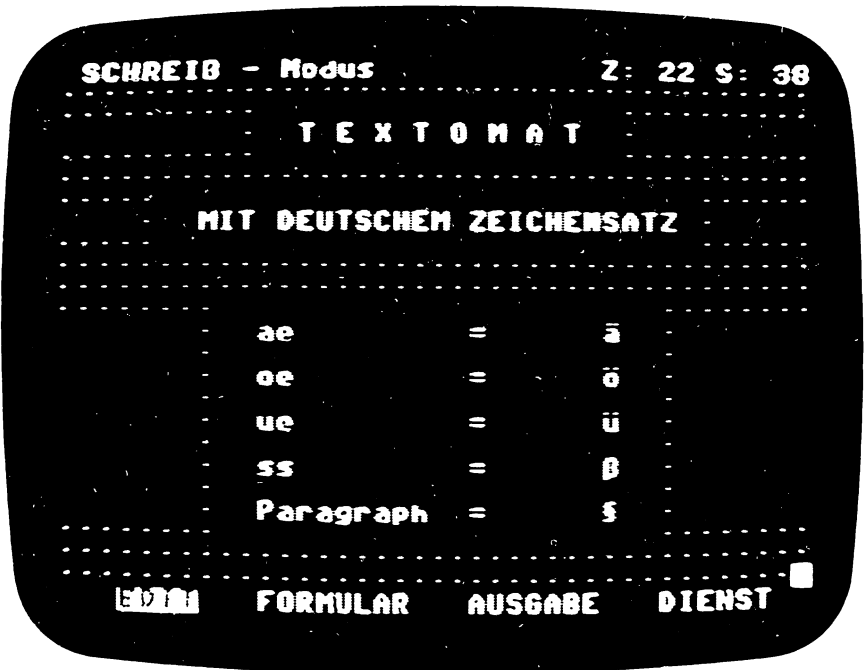 SCHREIB - Modus Z: 22 S: 38
T E X T O M A T
MIT DEUTSCHEM ZEICHENSATZ
ae = ä
oe = ö
ue = ü
ss = ß
Paragraph = §
FORMULAR AUSGABE DIENST